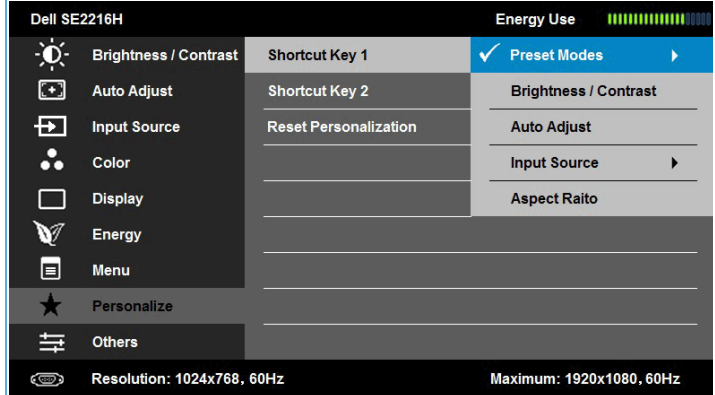 Dell SE2216H Energy Use
Brightness / Contrast Shortcut Key 1 Preset Modes
Auto Adjust Shortcut Key 2 Brightness / Contrast
Input Source Reset Personalization Auto Adjust
Color Input Source
Display Aspect Raito
Energy
Menu
Personalize
Others
Resolution: 1024x768, 60Hz Maximum: 1920x1080, 60Hz